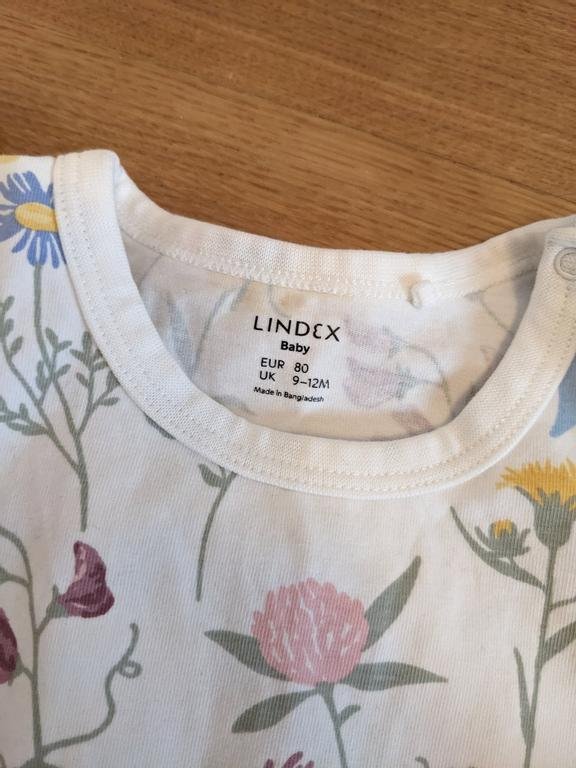 LINDEX
Baby
EUR 80
UK 9-12M
Made in Bangladesh